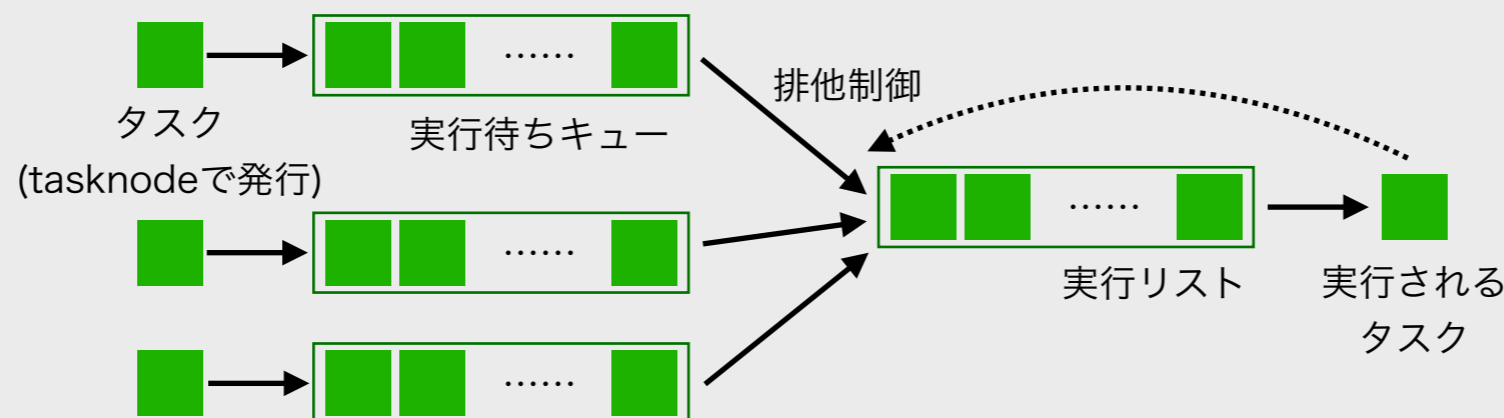 タスク
(tasknodeで発行)
……
実行待ちキュー
……
……
排他制御
……
実行リスト
実行される
タスク